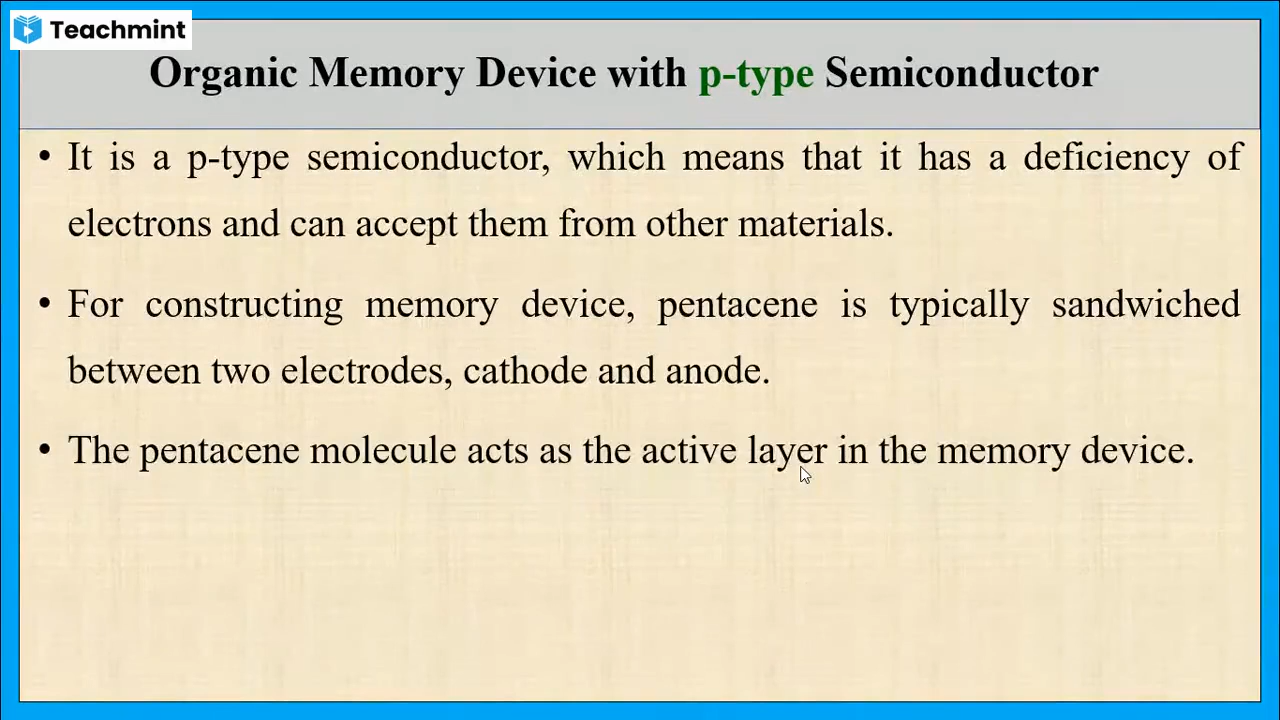 Teachmint
Organic Memory Device with p-type Semiconductor
• It is a p-type semiconductor, which means that it has a deficiency of
electrons and can accept them from other materials.
• For constructing memory device, pentacene is typically sandwiched
between two electrodes, cathode and anode.
• The pentacene molecule acts as the active layer in the memory device.